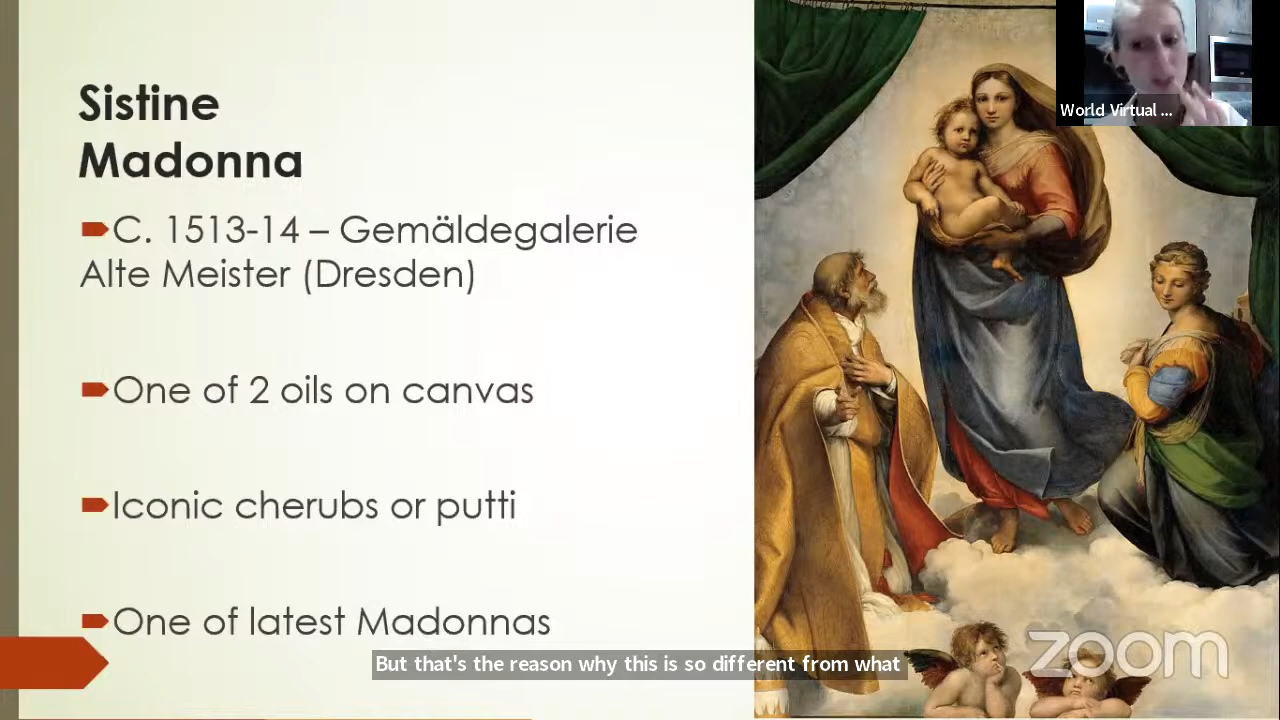 Sistine
Madonna
C. 1513-14 – Gemäldegalerie
Alte Meister (Dresden)
One of 2 oils on canvas
Iconic cherubs or putti
One of latest Madonnas
But that's the reason why this is so different from what
World Virtual ...
zoom